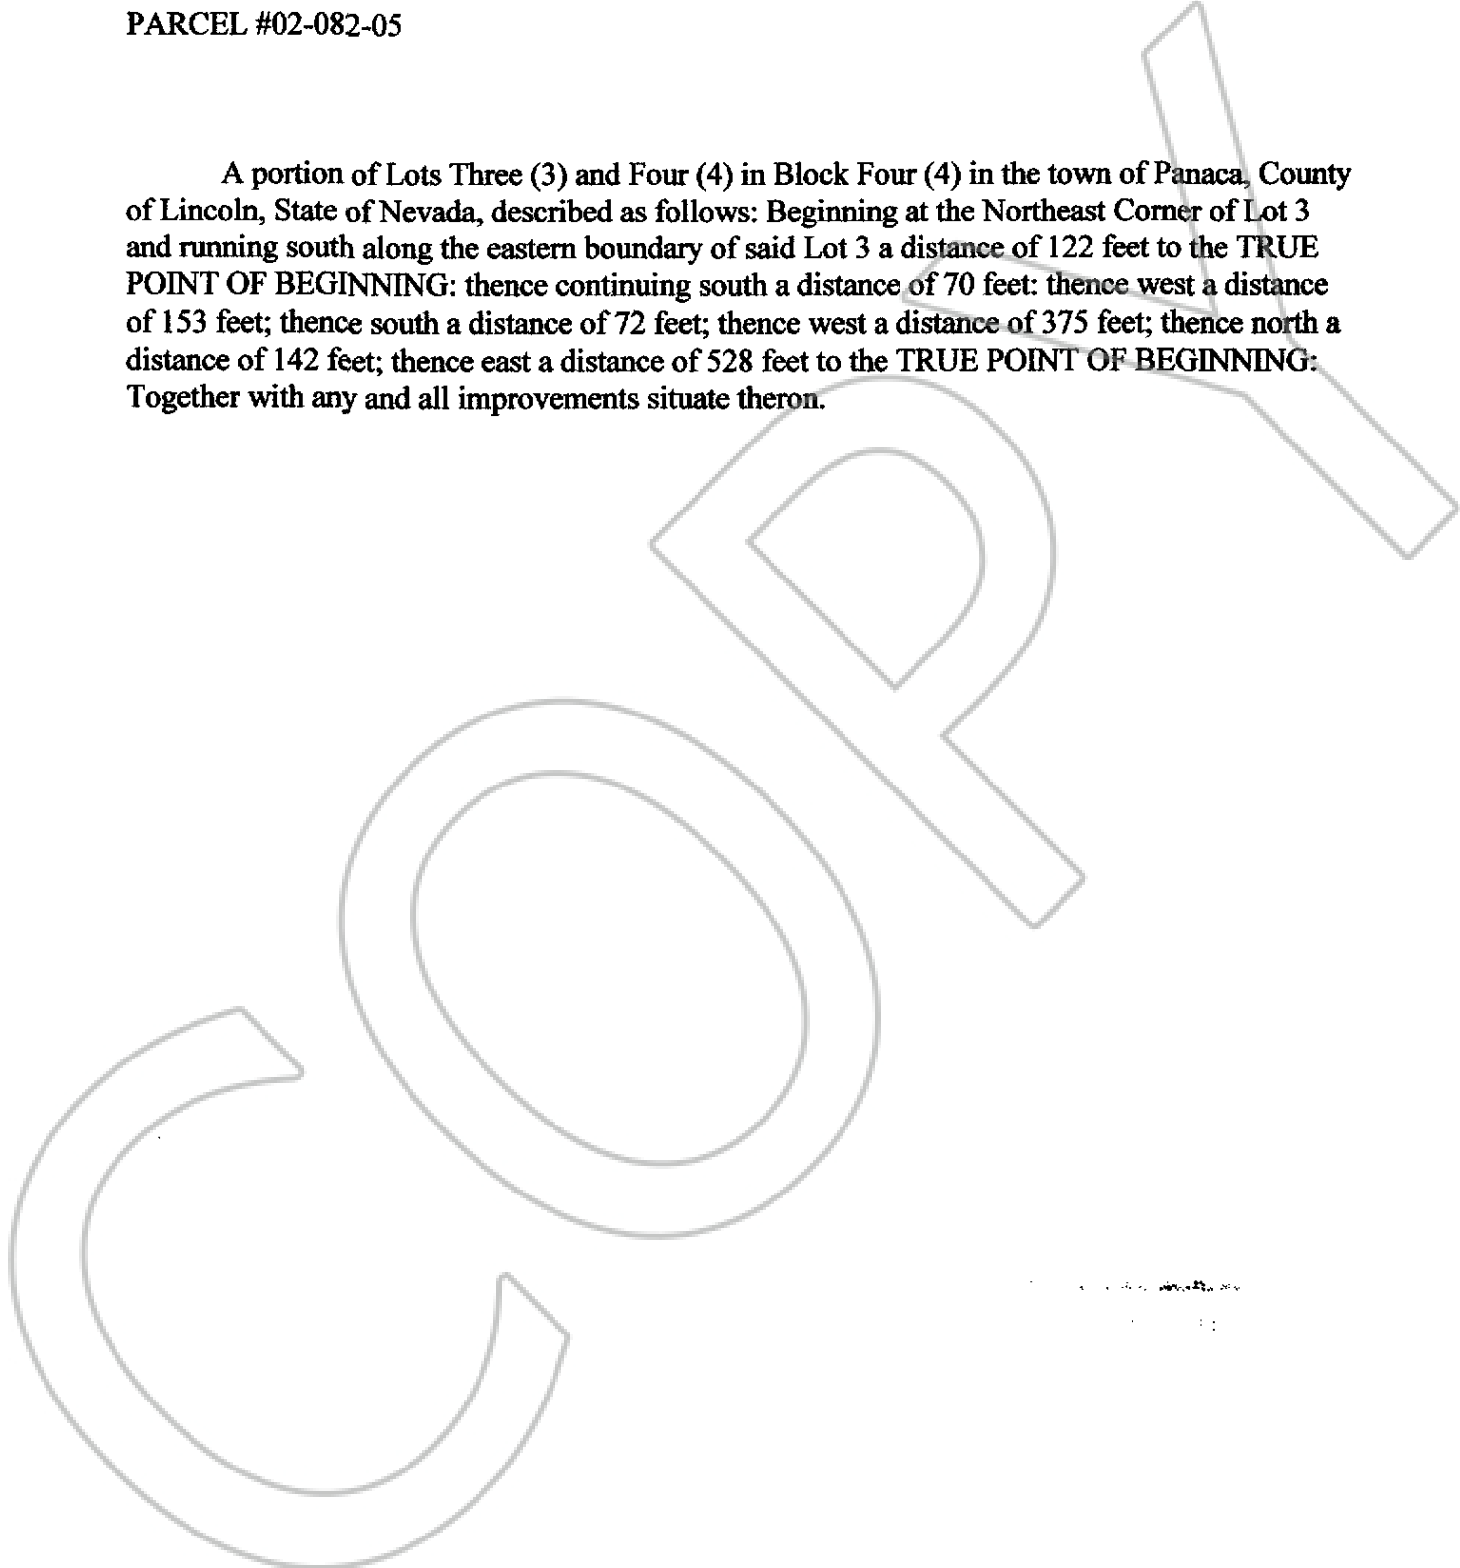 PARCEL #02-082-05
A portion of Lots Three (3) and Four (4) in Block Four (4) in the town of Panaca, County
of Lincoln, State of Nevada, described as follows: Beginning at the Northeast Corner of Lot 3
and running south along the eastern boundary of said Lot 3 a distance of 122 feet to the TRUE
POINT OF BEGINNING: thence continuing south a distance of 70 feet: thence west a distance
of 153 feet; thence south a distance of 72 feet; thence west a distance of 375 feet; thence north a
distance of 142 feet; thence east a distance of 528 feet to the TRUE POINT OF BEGINNING:
Together with any and all improvements situate theron.
COPY